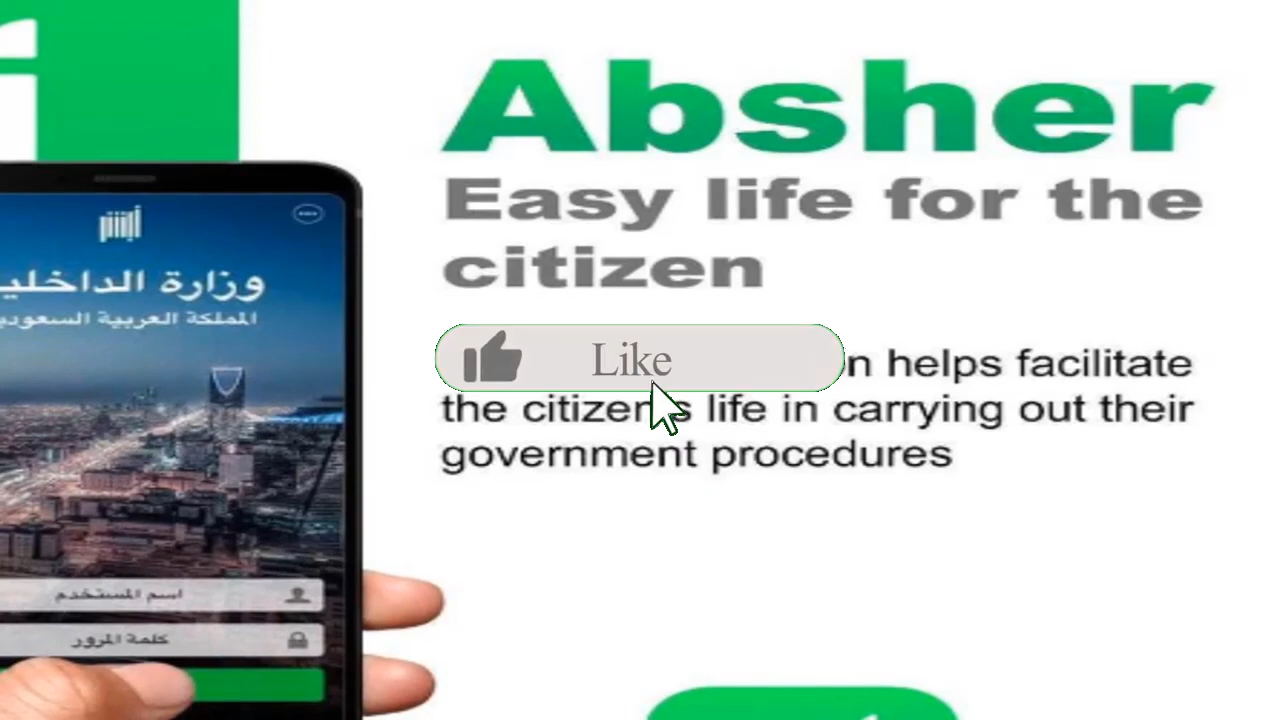 Absher
Easy life for the
citizen
Like
n helps facilitate
the citizen's life in carrying out their
government procedures
أبشر
وزارة الداخلي
المملكة العربية السعودي
اسم المستخدم
كلمة المرور